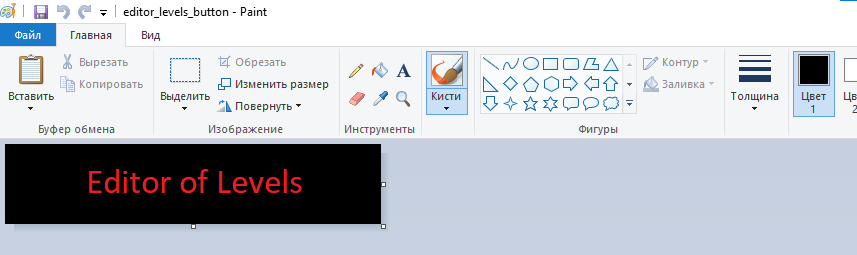 editor_levels_button - Paint
Файл Главная Вид
Вставить
Вырезать
Копировать
Буфер обмена
Выделить
Обрезать
Изменить размер
Повернуть
Изображение
A
Инструменты
Кисти
Контур
Заливка
Фигуры
Толщина
Цвет
1
Editor of Levels